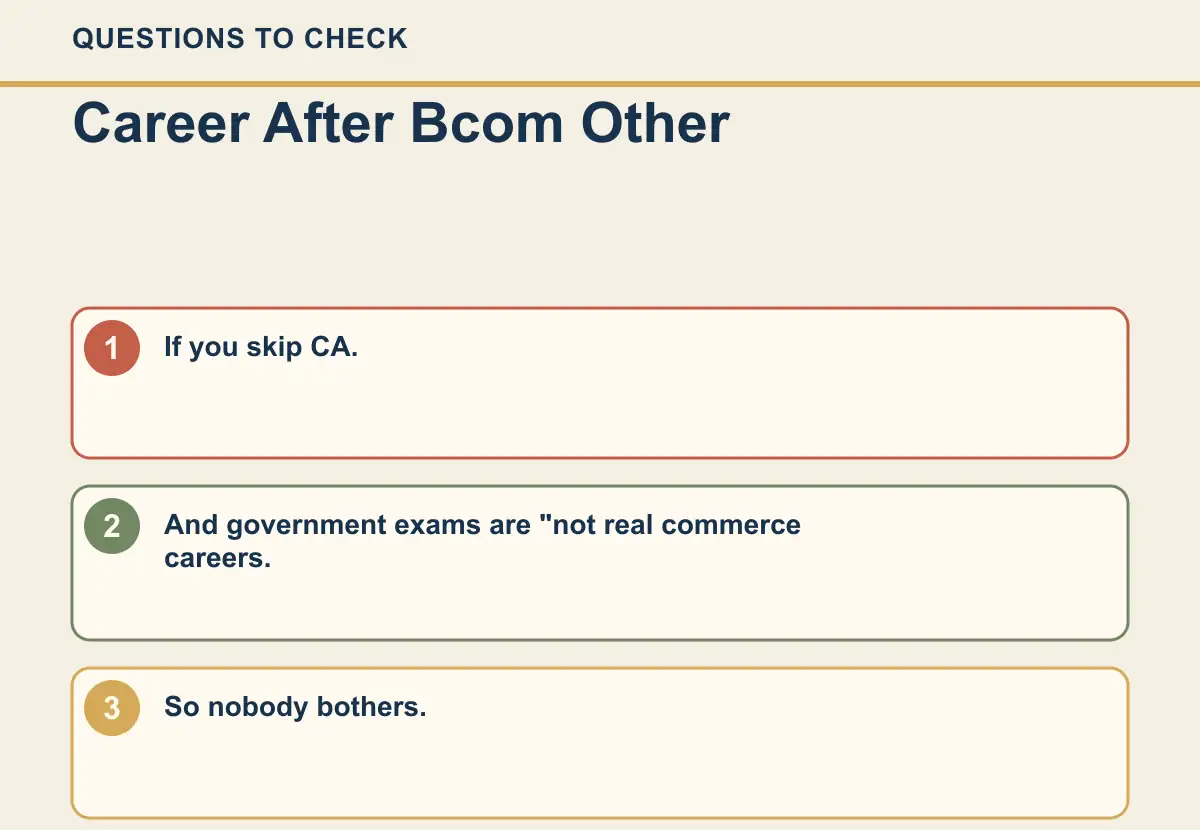 QUESTIONS TO CHECK
Career After Bcom Other
1
If you skip CA.
2
And government exams are "not real commerce
careers.
3
So nobody bothers.